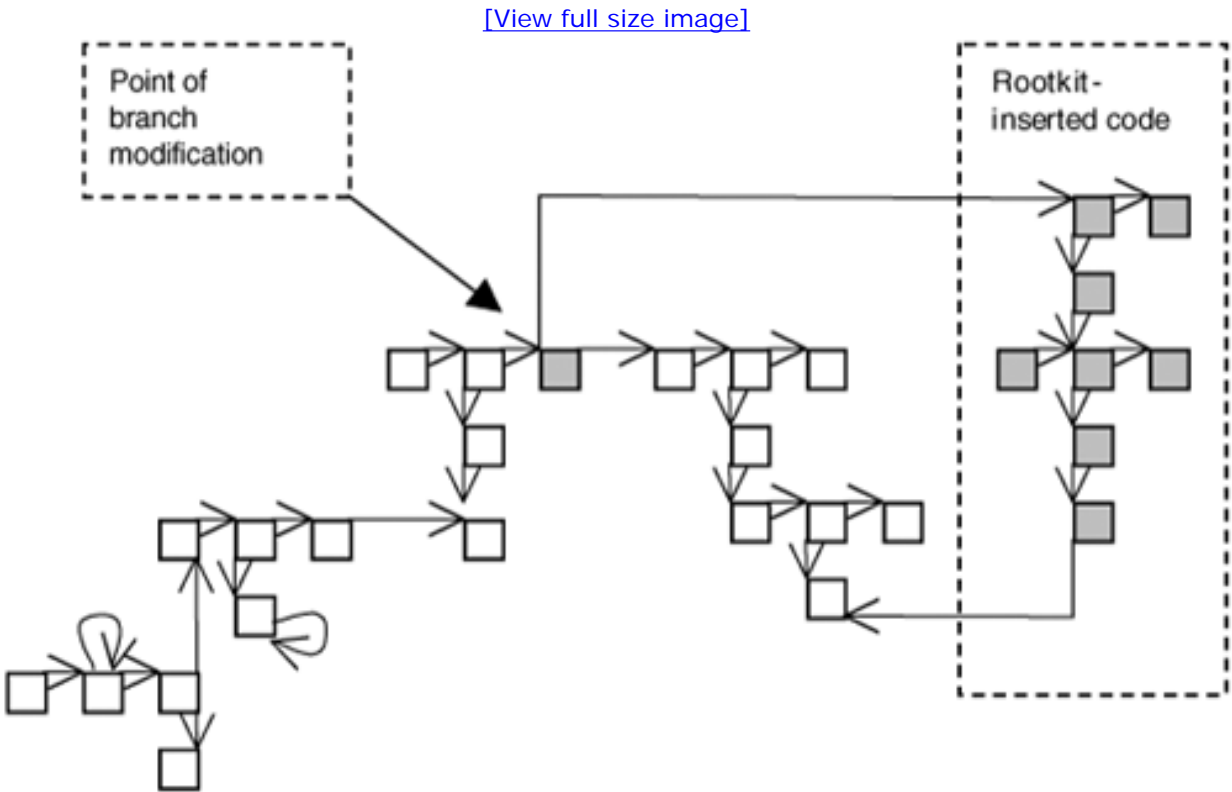 [View full size image]
Point of
branch
modification
Rootkit-
inserted code